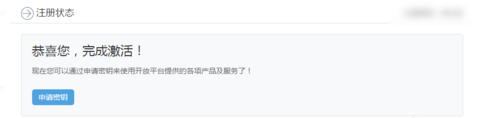 注册状态
恭喜您，完成激活！
现在您可以通过申请密钥来使用开放平台提供的各项产品及服务了！
申请密钥